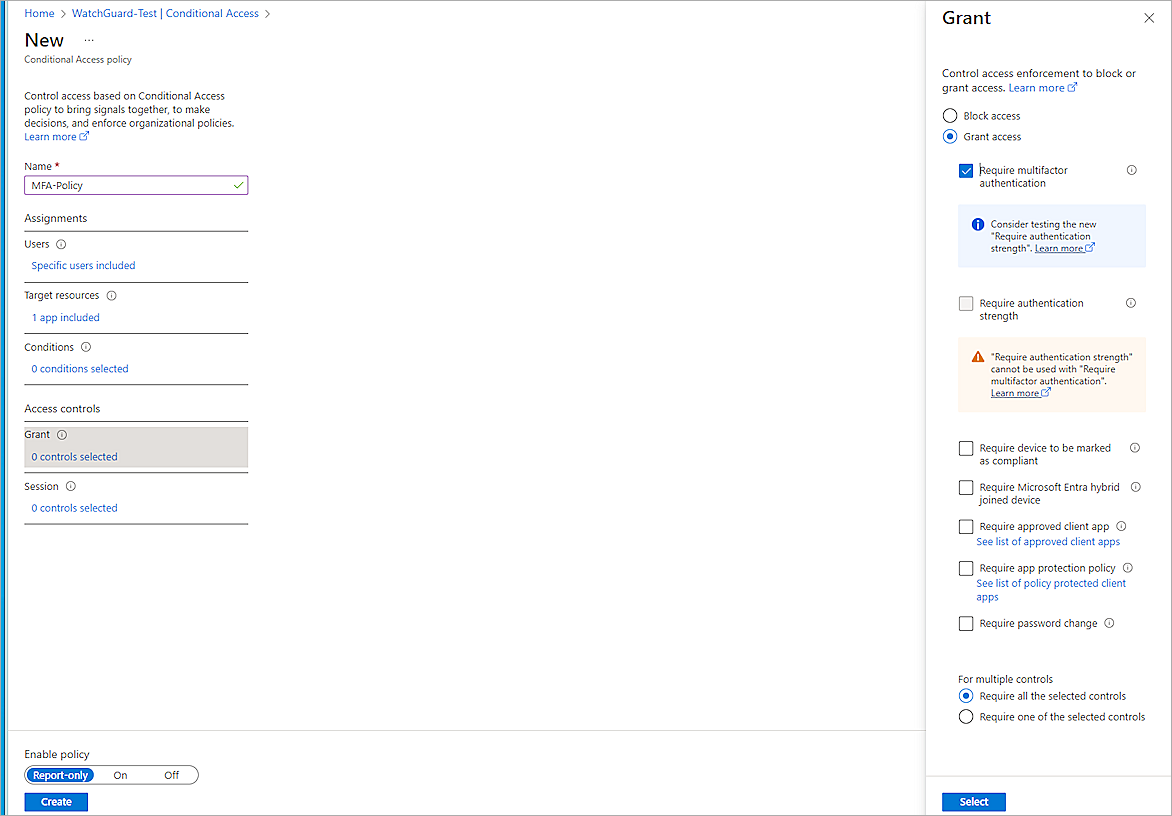 Home > WatchGuard-Test | Conditional Access >
New ...
Conditional Access policy
Control access based on Conditional Access
policy to bring signals together, to make
decisions, and enforce organizational policies.
Learn more
Name *
MFA-Policy
Assignments
Users
Specific users included
Target resources
1 app included
Conditions
0 conditions selected
Access controls
Grant
0 controls selected
Session
0 controls selected
Enable policy
Report-only On Off
Create
Grant
Control access enforcement to block or
grant access. Learn more
Block access
Grant access
Require multifactor
authentication
Consider testing the new
"Require authentication
strength". Learn more
Require authentication
strength
"Require authentication strength"
cannot be used with "Require
multifactor authentication".
Learn more
Require device to be marked
as compliant
Require Microsoft Entra hybrid
joined device
Require approved client app
See list of approved client apps
Require app protection policy
See list of policy protected client
apps
Require password change
For multiple controls
Require all the selected controls
Require one of the selected controls
Select